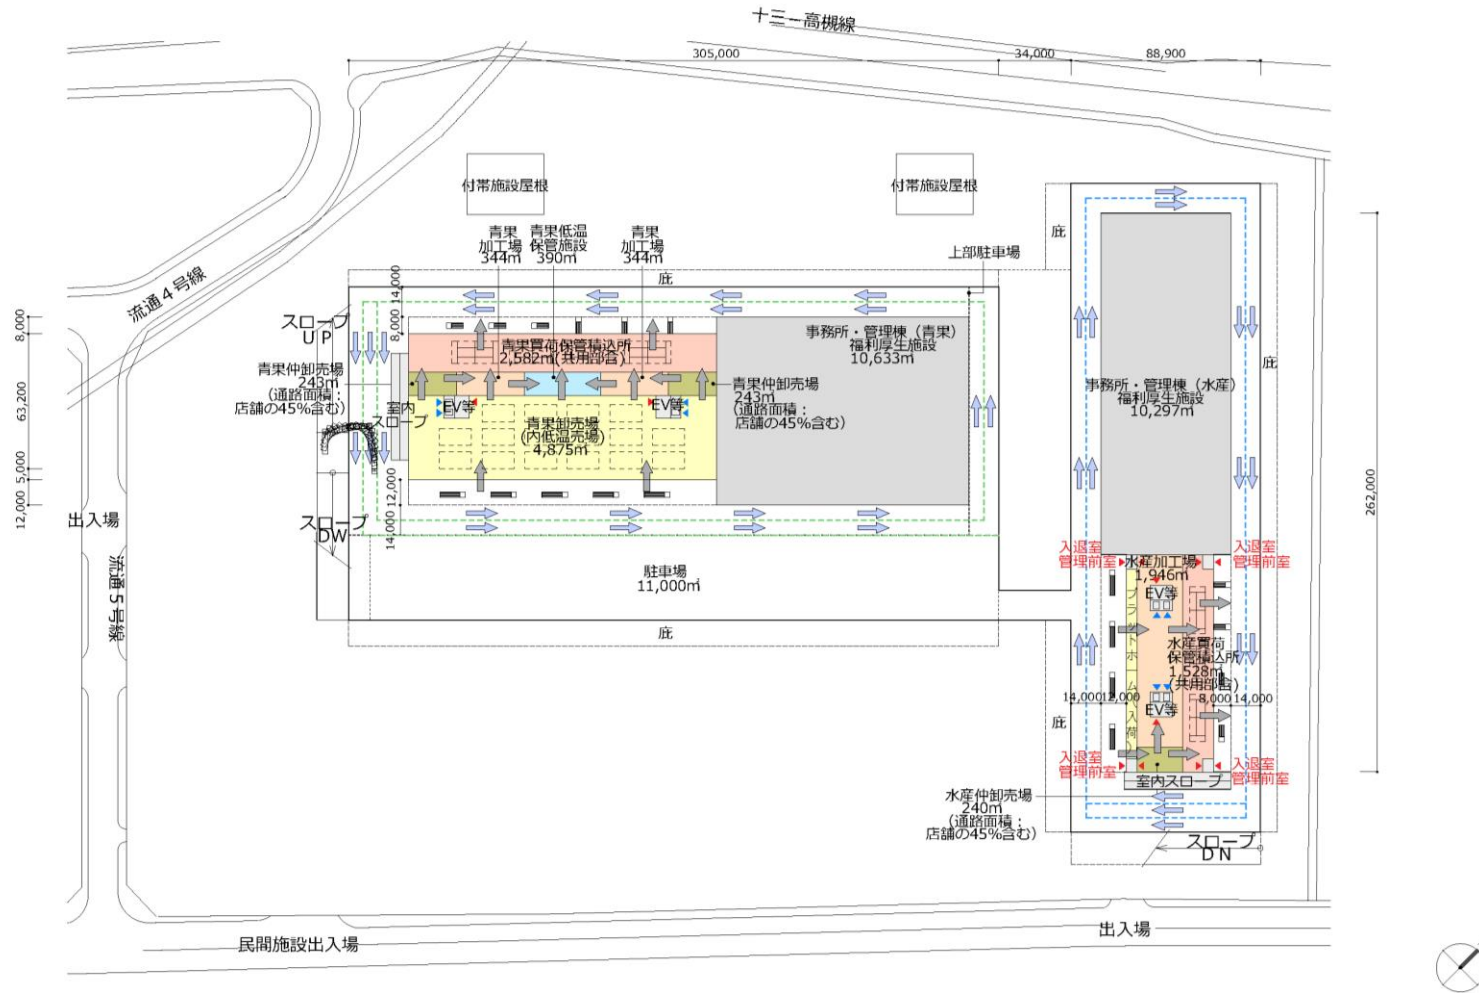 十三ー高槻線
305,000
34,000
88,900
付帯施設屋根
付帯施設屋根
青果
加工場
344㎡
青果低温
保管施設
390㎡
青果
加工場
344㎡
庇
上部駐車場
庇
流通4号線
スロープ
UP
14,000
8,000
8,000
63,200
5,000
12,000
青果買荷保管積込所
2,582㎡(共用部含)
事務所・管理棟（青果）
福利厚生施設
10,633㎡
庇
青果仲卸売場
243㎡
（通路面積：
店舗の45%含む）
室内
スロープ
EV等
EV等
青果仲卸売場
243㎡
（通路面積：
店舗の45%含む）
青果卸売場
(内低温売場)
4,875㎡
事務所・管理棟（水産）
福利厚生施設
10,297㎡
262,000
12,000
14,000
出入場
スロープ
DW
流通5号線
駐車場
11,000㎡
庇
入退室
管理前室
入退室
管理前室
水産加工場
1,946㎡
EV等
プラットホーム（入荷）
水産買荷
保管積込所
1,528㎡
(共用部含)
14,000
12,000
8,000
14,000
EV等
庇
入退室
管理前室
入退室
管理前室
室内スロープ
水産仲卸売場
240㎡
（通路面積：
店舗の45%含む）
スロープ
DN
民間施設出入場
出入場